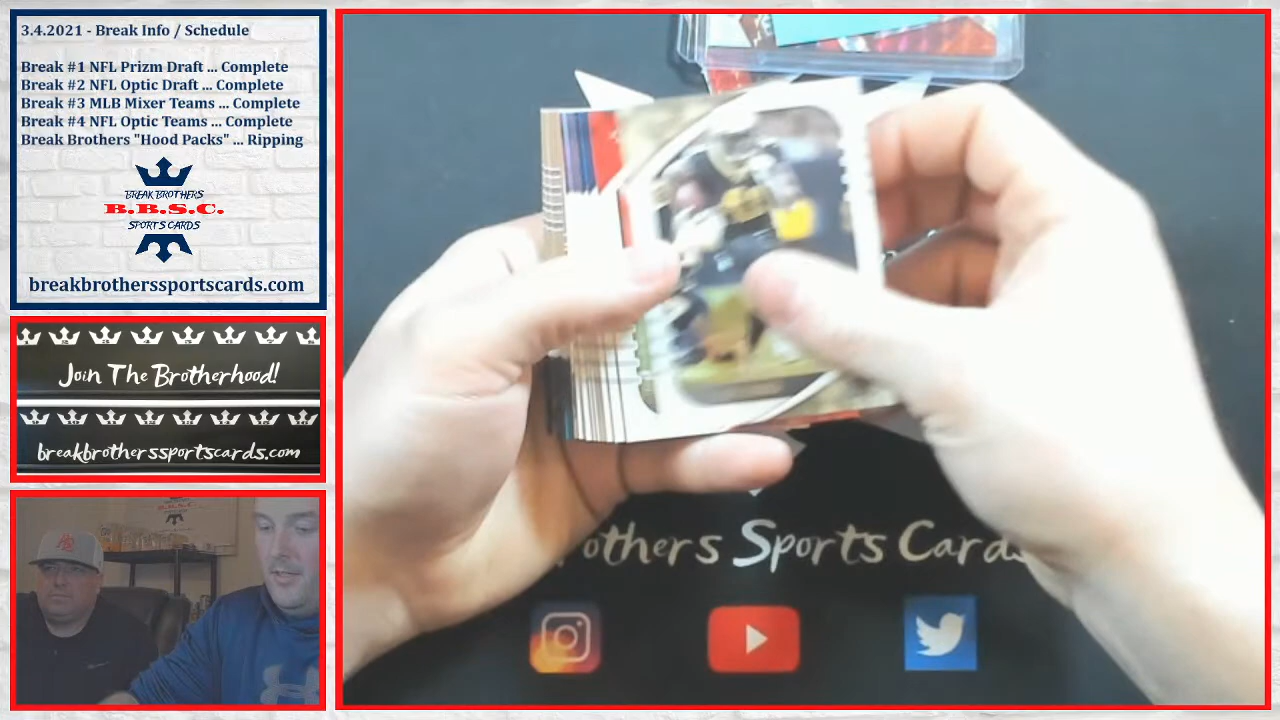 3.4.2021 - Break Info / Schedule
Break #1 NFL Prizm Draft ... Complete
Break #2 NFL Optic Draft ... Complete
Break #3 MLB Mixer Teams ... Complete
Break #4 NFL Optic Teams ... Complete
Break Brothers "Hood Packs" ... Ripping
BREAK BROTHERS
B.B.S.C.
SPORTS CARDS
breakbrotherssportscards.com
Join The Brotherhood!
breakbrotherssportscards.com
B.B.S.C.
others Sports Cards